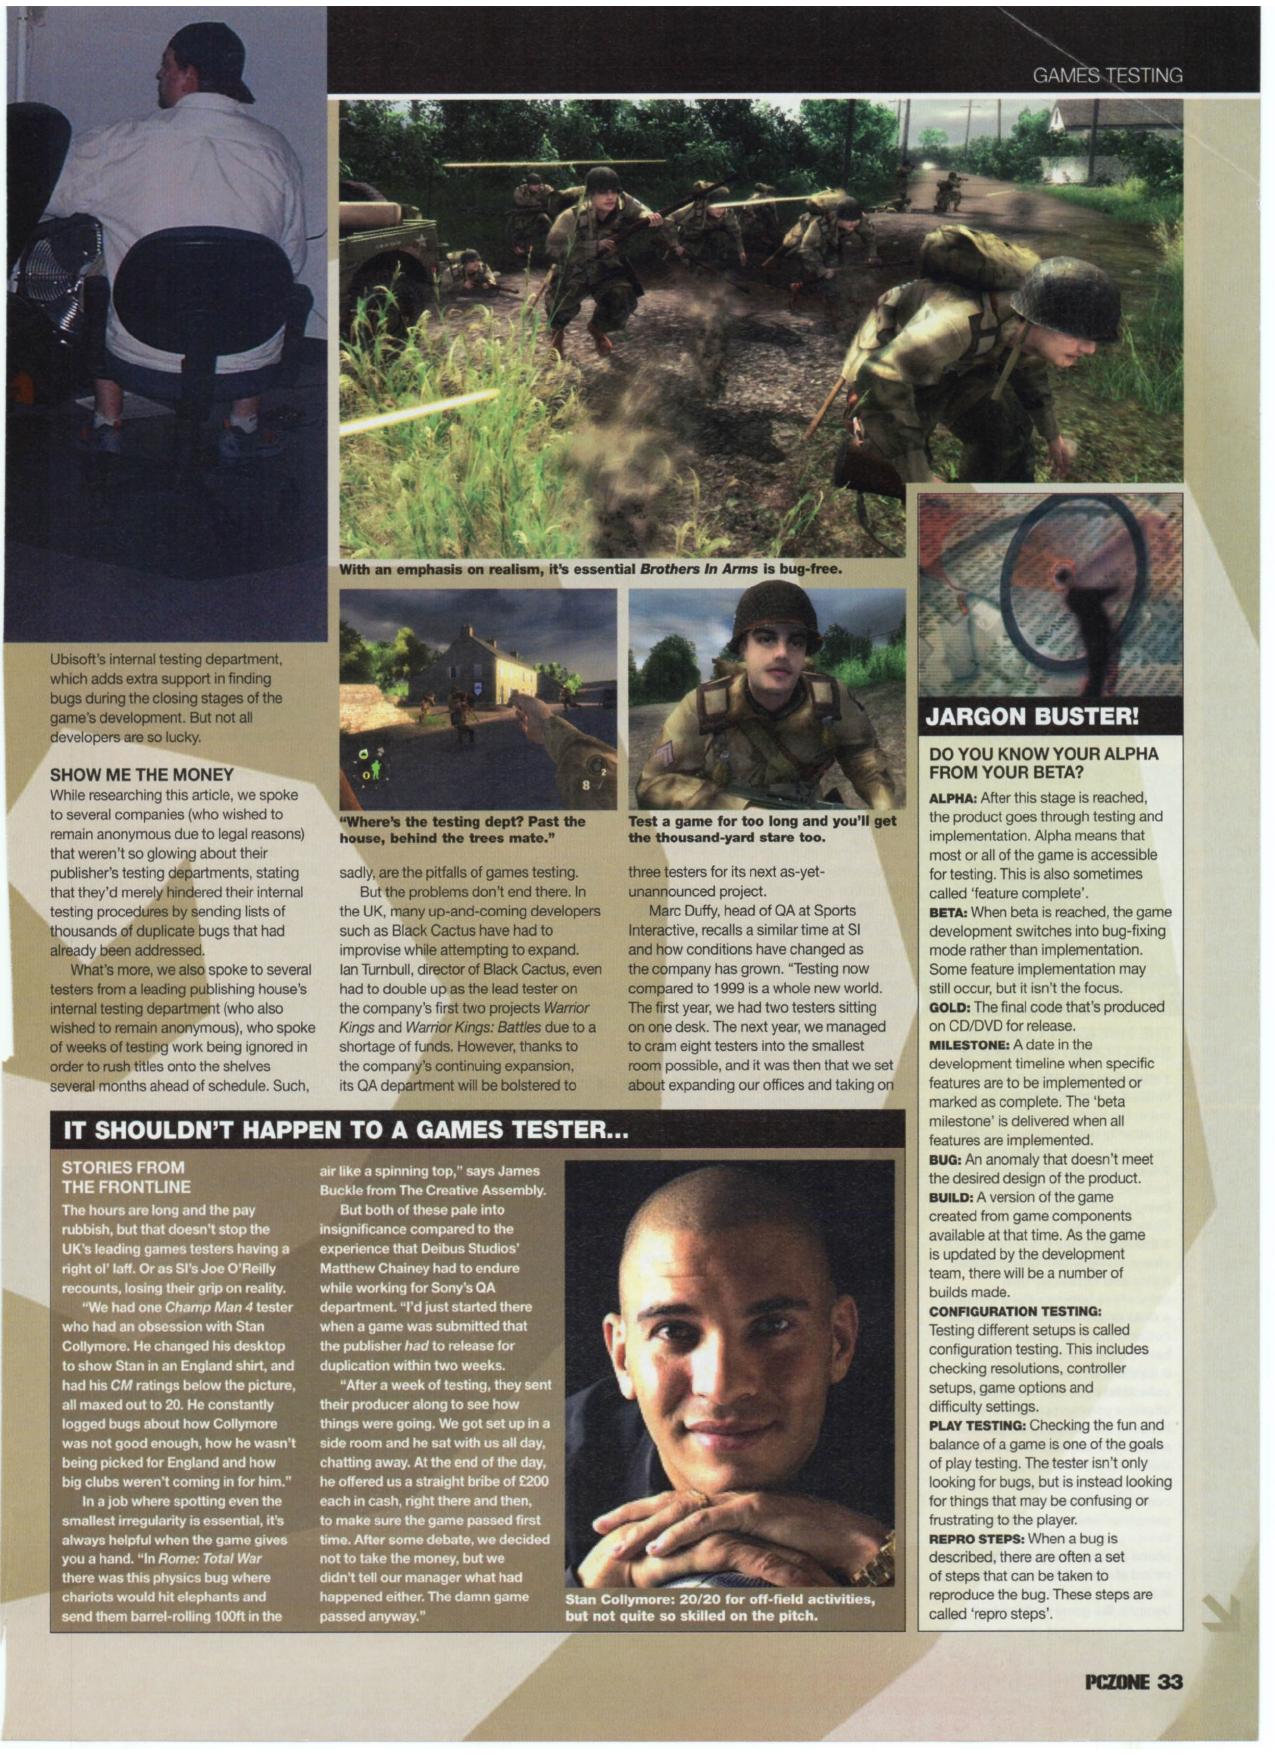 GAMES TESTING
With an emphasis on realism, it's essential Brothers In Arms is bug-free.
"Where's the testing dept? Past the
house, behind the trees mate."
Test a game for too long and you'll get
the thousand-yard stare too.
Ubisoft's internal testing department,
which adds extra support in finding
bugs during the closing stages of the
game's development. But not all
developers are so lucky.
SHOW ME THE MONEY
While researching this article, we spoke
to several companies (who wished to
remain anonymous due to legal reasons)
that weren't so glowing about their
publisher's testing departments, stating
that they'd merely hindered their internal
testing procedures by sending lists of
thousands of duplicate bugs that had
already been addressed.
What's more, we also spoke to several
testers from a leading publishing house's
internal testing department (who also
wished to remain anonymous), who spoke
of weeks of testing work being ignored in
order to rush titles onto the shelves
several months ahead of schedule. Such,
sadly, are the pitfalls of games testing.
But the problems don't end there. In
the UK, many up-and-coming developers
such as Black Cactus have had to
improvise while attempting to expand.
Ian Turnbull, director of Black Cactus, even
had to double up as the lead tester on
the company's first two projects Warrior
Kings and Warrior Kings: Battles due to a
shortage of funds. However, thanks to
the company's continuing expansion,
its QA department will be bolstered to
three testers for its next as-yet-
unannounced project.
Marc Duffy, head of QA at Sports
Interactive, recalls a similar time at SI
and how conditions have changed as
the company has grown. "Testing now
compared to 1999 is a whole new world.
The first year, we had two testers sitting
on one desk. The next year, we managed
to cram eight testers into the smallest
room possible, and it was then that we set
about expanding our offices and taking on
IT SHOULDN'T HAPPEN TO A GAMES TESTER...
STORIES FROM
THE FRONTLINE
The hours are long and the pay
rubbish, but that doesn't stop the
UK's leading games testers having a
right ol' laff. Or as SI's Joe O'Reilly
recounts, losing their grip on reality.
"We had one Champ Man 4 tester
who had an obsession with Stan
Collymore. He changed his desktop
to show Stan in an England shirt, and
had his CM ratings below the picture,
all maxed out to 20. He constantly
logged bugs about how Collymore
was not good enough, how he wasn't
being picked for England and how
big clubs weren't coming in for him."
In a job where spotting even the
smallest irregularity is essential, it's
always helpful when the game gives
you a hand. "In Rome: Total War
there was this physics bug where
chariots would hit elephants and
send them barrel-rolling 100ft in the
air like a spinning top," says James
Buckle from The Creative Assembly.
But both of these pale into
insignificance compared to the
experience that Deibus Studios'
Matthew Chainey had to endure
while working for Sony's QA
department. "I'd just started there
when a game was submitted that
the publisher had to release for
duplication within two weeks.
"After a week of testing, they sent
their producer along to see how
things were going. We got set up in a
side room and he sat with us all day,
chatting away. At the end of the day,
he offered us a straight bribe of £200
each in cash, right there and then,
to make sure the game passed first
time. After some debate, we decided
not to take the money, but we
didn't tell our manager what had
happened either. The damn game
passed anyway."
Stan Collymore: 20/20 for off-field activities,
but not quite so skilled on the pitch.
JARGON BUSTER!
DO YOU KNOW YOUR ALPHA
FROM YOUR BETA?
ALPHA: After this stage is reached,
the product goes through testing and
implementation. Alpha means that
most or all of the game is accessible
for testing. This is also sometimes
called 'feature complete'.
BETA: When beta is reached, the game
development switches into bug-fixing
mode rather than implementation.
Some feature implementation may
still occur, but it isn't the focus.
GOLD: The final code that's produced
on CD/DVD for release.
MILESTONE: A date in the
development timeline when specific
features are to be implemented or
marked as complete. The 'beta
milestone' is delivered when all
features are implemented.
BUG: An anomaly that doesn't meet
the desired design of the product.
BUILD: A version of the game
created from game components
available at that time. As the game
is updated by the development
team, there will be a number of
builds made.
CONFIGURATION TESTING:
Testing different setups is called
configuration testing. This includes
checking resolutions, controller
setups, game options and
difficulty settings.
PLAY TESTING: Checking the fun and
balance of a game is one of the goals
of play testing. The tester isn't only
looking for bugs, but is instead looking
for things that may be confusing or
frustrating to the player.
REPRO STEPS: When a bug is
described, there are often a set
of steps that can be taken to
reproduce the bug. These steps are
called 'repro steps'.
PCZONE 33